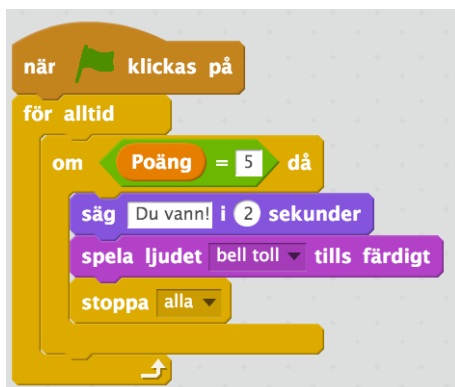 när klickas på
för alltid
om Poäng = 5 då
säg Du vann! i 2 sekunder
spela ljudet bell toll tills färdigt
stoppa alla